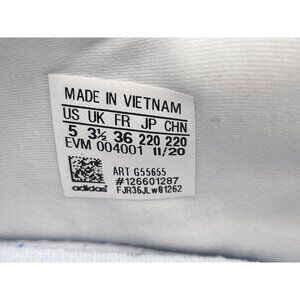 MADE IN VIETNAM
US UK FR JP CHN
5 3½ 36 220 220
EVM 004001 11/20
ART G55655
#126601287
adidas FJR36JLw01262